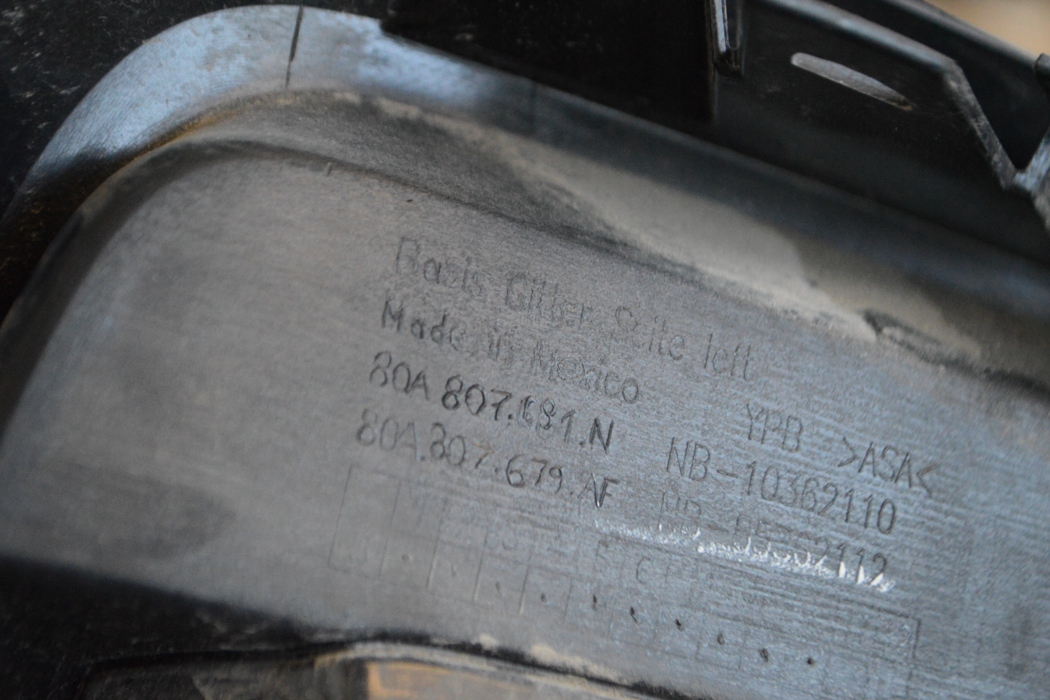 Basis Gitter Seite left
Made in Mexico
YPB >ASA<
80A.807.681.N NB-10362110
80A.807.679.AF